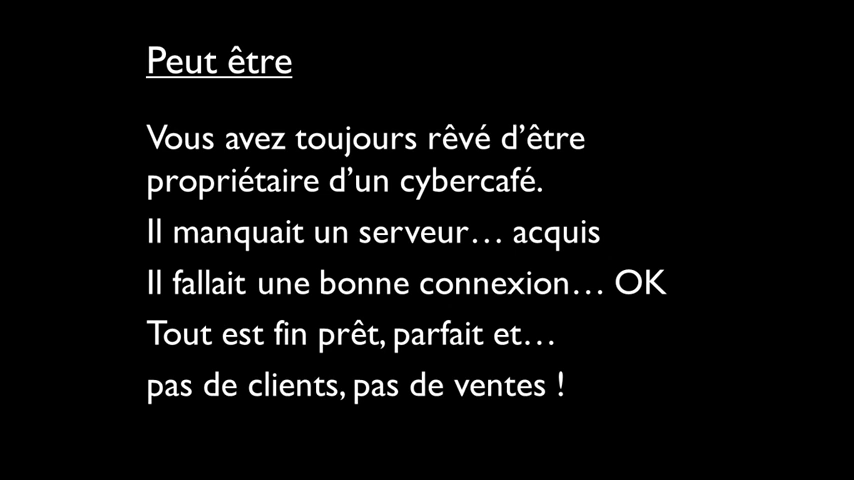 Peut être
Vous avez toujours rêvé d’être
propriétaire d’un cybercafé.
Il manquait un serveur… acquis
Il fallait une bonne connexion… OK
Tout est fin prêt, parfait et…
pas de clients, pas de ventes !